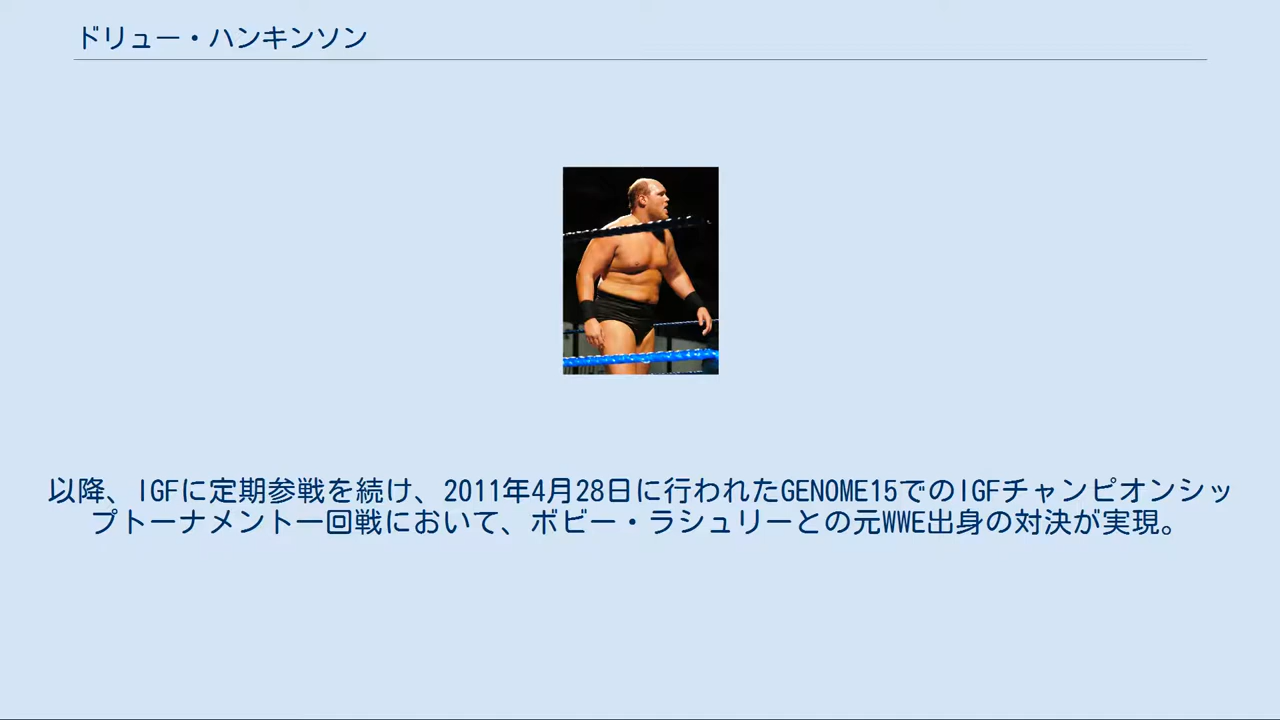 ドリュー・ハンキンソン
以降、IGFに定期参戦を続け、2011年4月28日に行われたGENOME15でのIGFチャンピオンシッ
プトーナメント一回戦において、ボビー・ラシュリーとの元WWE出身の対決が実現。